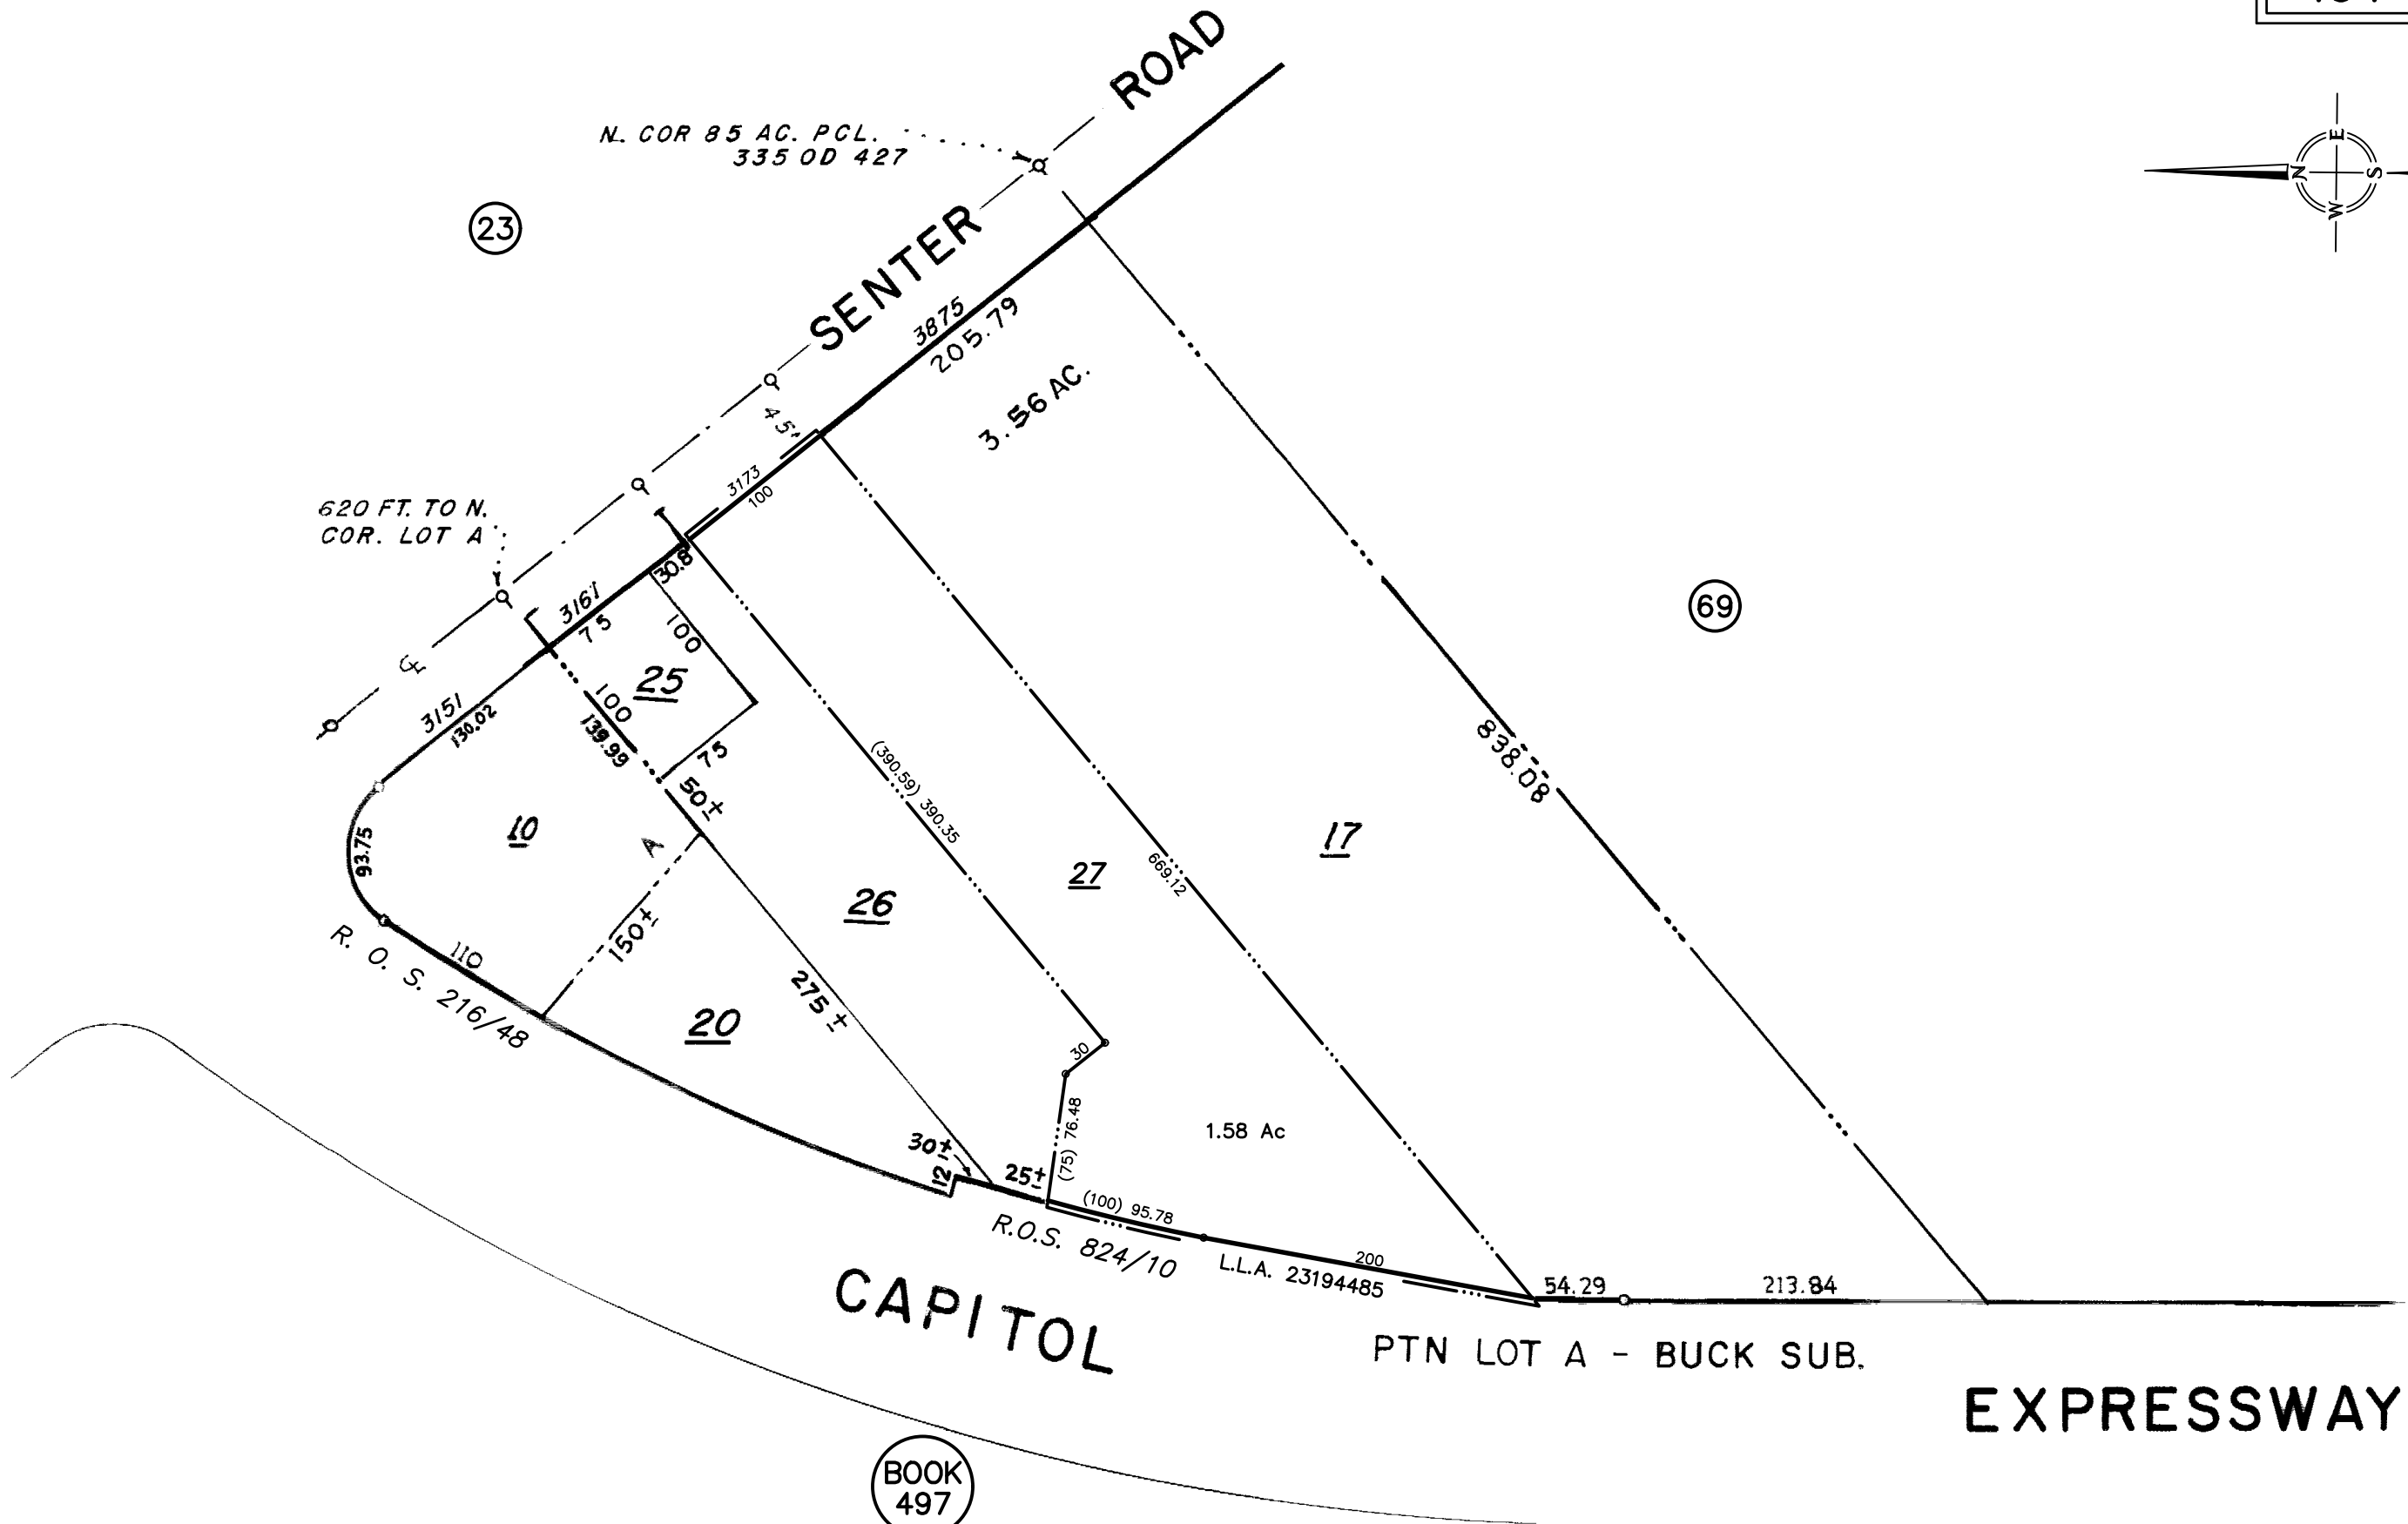 ROAD
N. COR 85 AC. PCL.
335 OD 427
E
N
S
W
23
SENTER
3875
205.79
3.56 AC.
45'
3173
100
620 FT. TO N.
COR. LOT A
30.8
3161
75
100
25
69
3151
130.02
100
139.99
75
50±
(390.59) 390.35
838.08
10
93.75
A
17
27
669.12
26
150±
110
R. O. S. 216/48
275±
20
30
(75) 76.48
1.58 Ac
30±
12
25±
(100) 95.78
R.O.S. 824/10
200
L.L.A. 23194485
54.29
213.84
CAPITOL
PTN LOT A - BUCK SUB.
EXPRESSWAY
BOOK
497